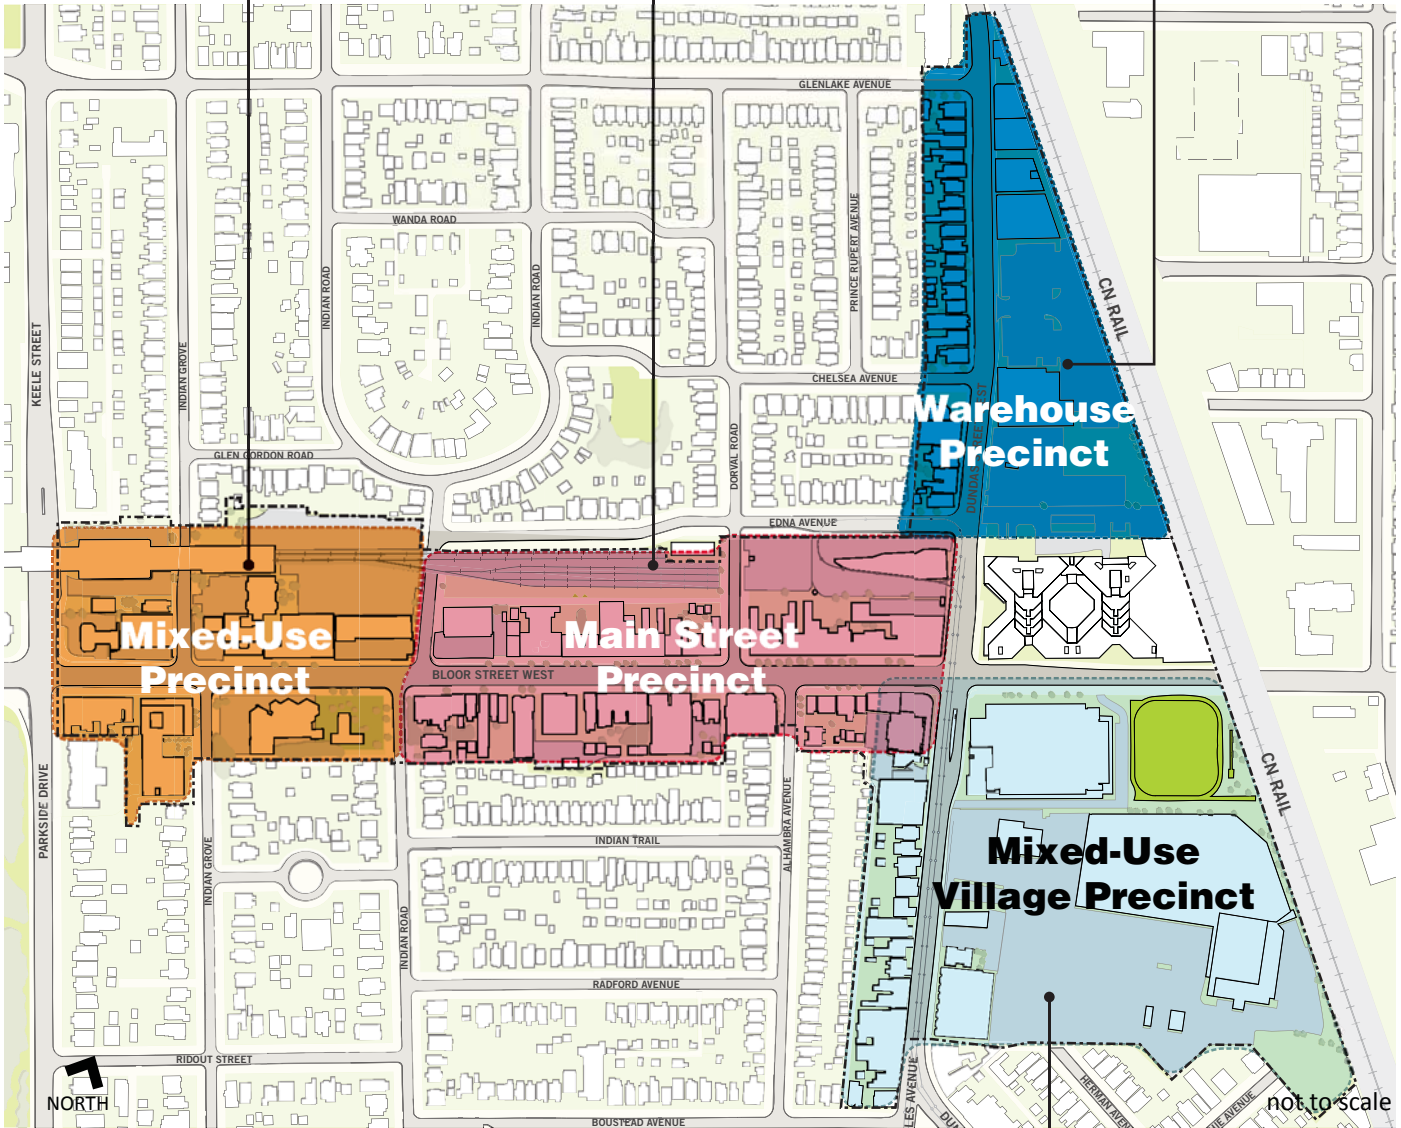 GLENLAKE AVENUE
WANDA ROAD
PRINCE RUPERT AVENUE
INDIAN ROAD
INDIAN ROAD
CN RAIL
KEELE STREET
INDIAN GROVE
CHELSEA AVENUE
Warehouse
Precinct
DORVAL ROAD
GLEN GORDON ROAD
EDNA AVENUE
Mixed-Use
Precinct
Main Street
Precinct
BLOOR STREET WEST
CN RAIL
PARKSIDE DRIVE
INDIAN GROVE
INDIAN TRAIL
ALHAMBRA AVENUE
Mixed-Use
Village Precinct
INDIAN ROAD
RADFORD AVENUE
RIDOUT STREET
NORTH
not to scale
BOUSTEAD AVENUE